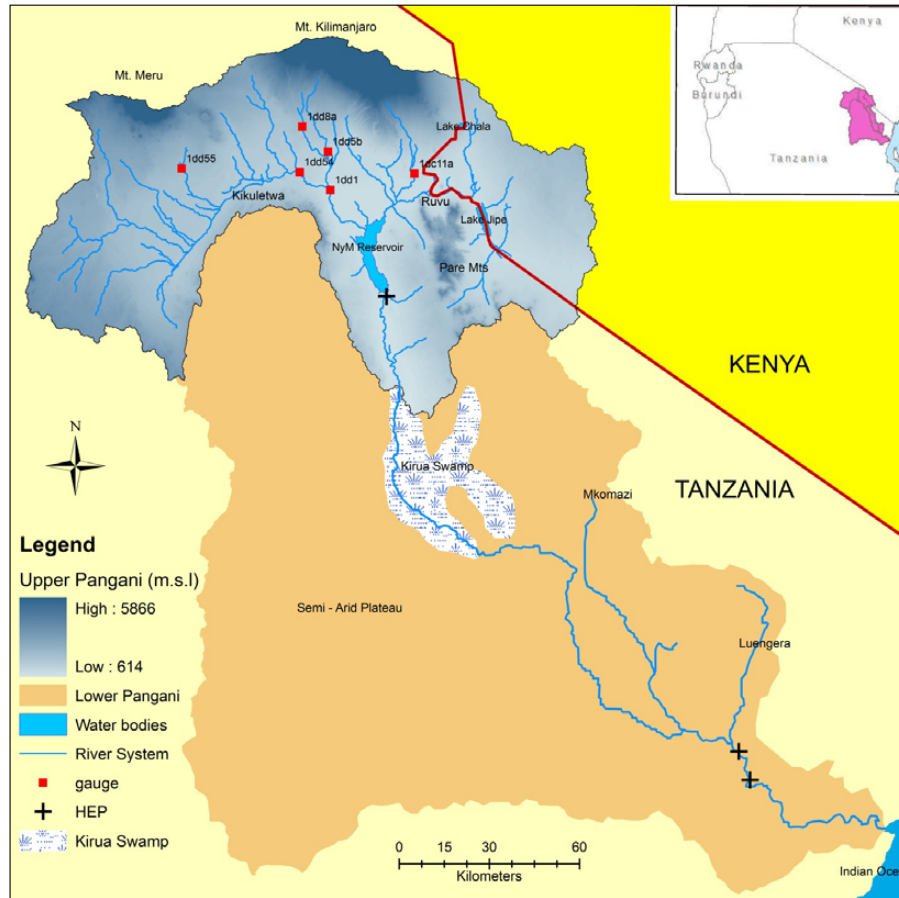 Mt. Kilimanjaro
Mt. Meru
Kenya
Rwanda
Burundi
Tanzania
1dd8a
Lake Chala
1dd5b
1dd55
1dd54
1dc11a
1dd1
Kikuletwa
Ruvu
Lake Jipe
NyM Reservoir
Pare Mts
KENYA
N
Kirua Swamp
TANZANIA
Mkomazi
Legend
Upper Pangani (m.s.l)
High : 5866
Low : 614
Lower Pangani
Water bodies
River System
gauge
HEP
Kirua Swamp
Semi - Arid Plateau
Luengera
0 15 30 60
Kilometers
Indian Oce